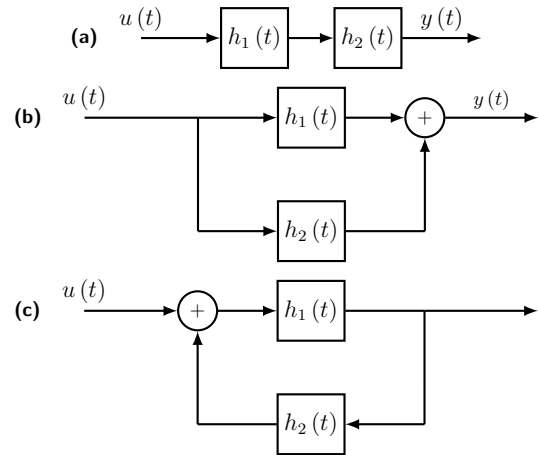 (a) u(t) h₁(t) h₂(t) y(t)
(b) u(t) h₁(t) + y(t)
h₂(t)
(c) u(t) + h₁(t)
h₂(t)